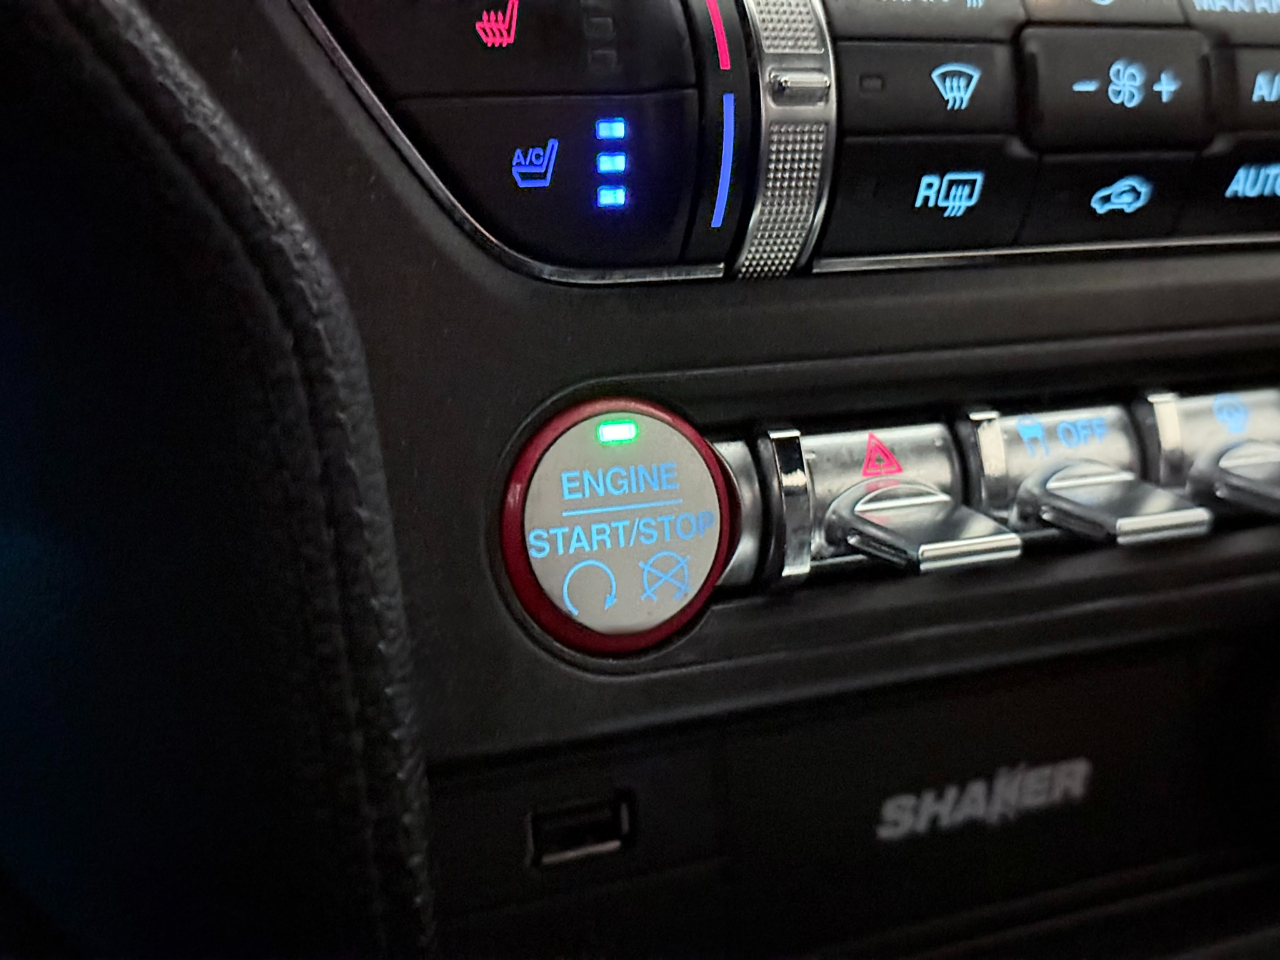 A/C
- +
R
AUTO
ENGINE
START/STOP
OFF
SHAKER